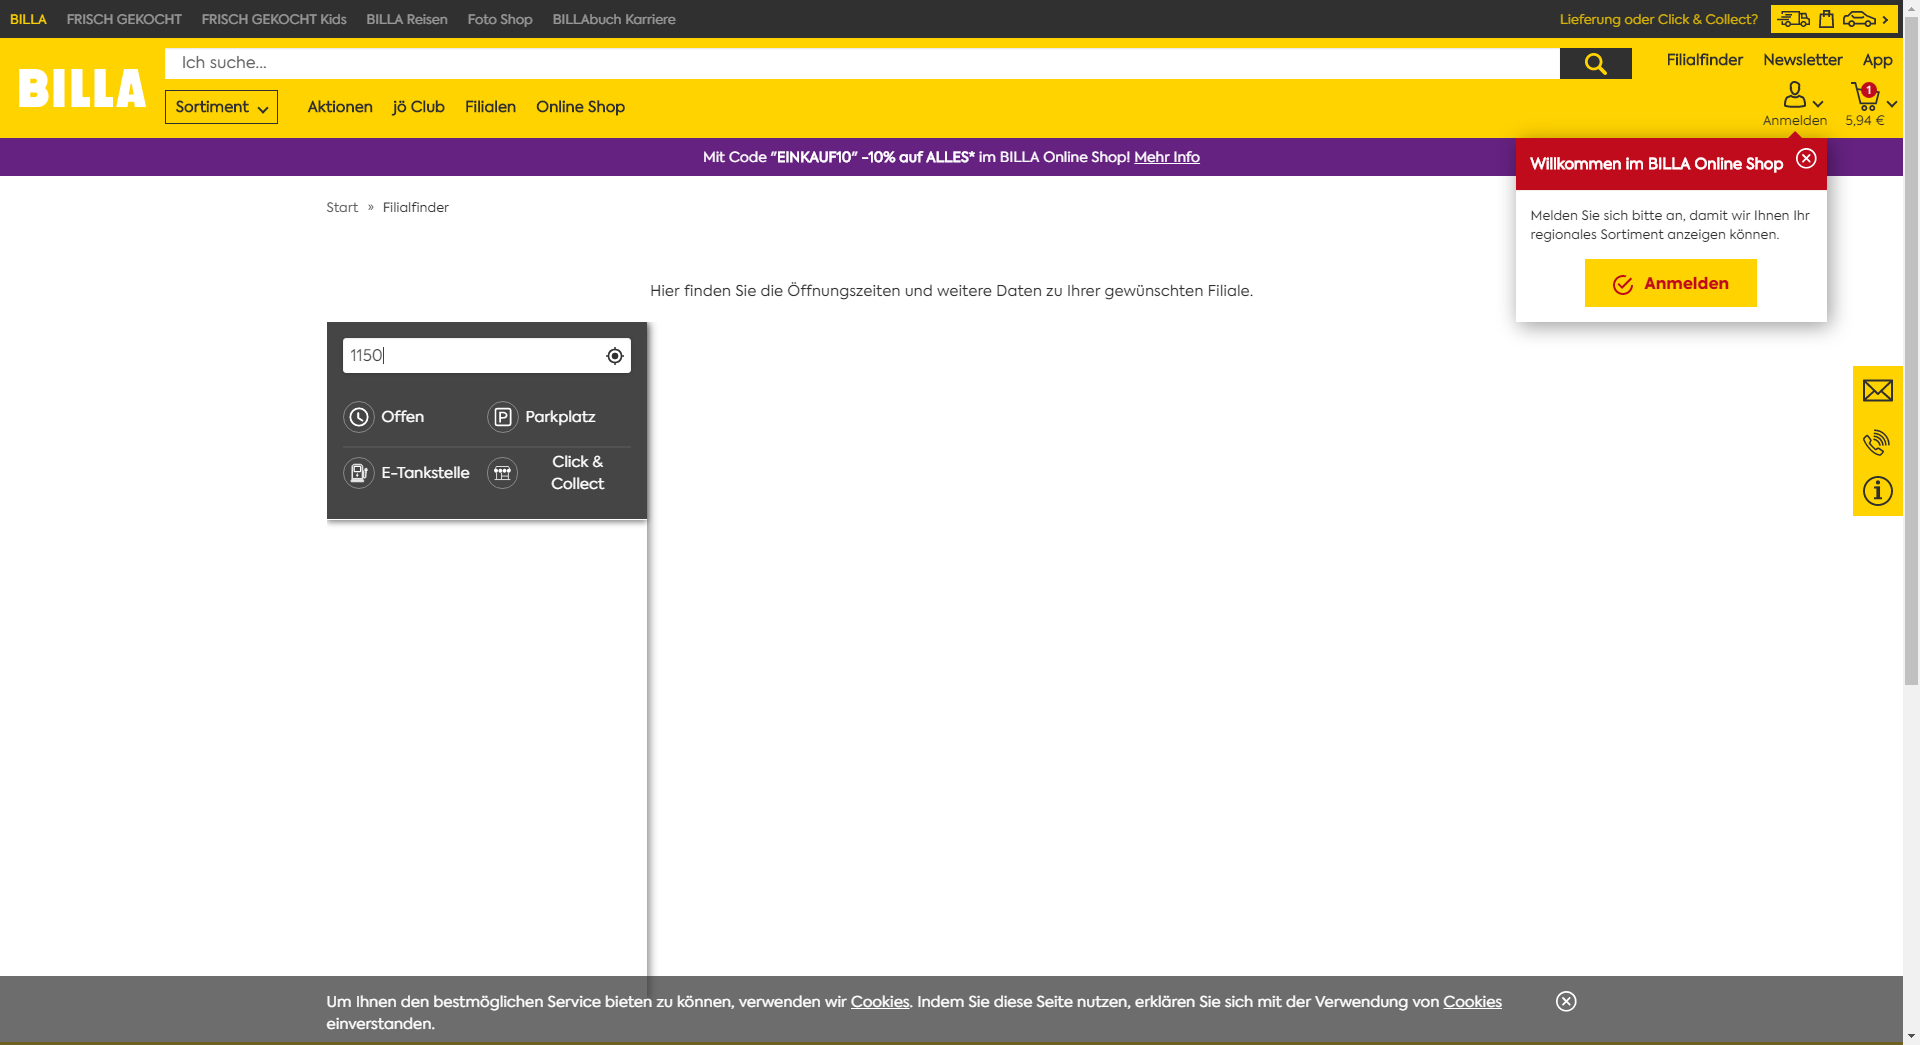 BILLA FRISCH GEKOCHT FRISCH GEKOCHT Kids BILLA Reisen Foto Shop BILLAbuch Karriere Lieferung oder Click & Collect?
BILLA
Ich suche...
Filialfinder Newsletter App
Sortiment Aktionen jö Club Filialen Online Shop
1
Anmelden 5,94 €
Mit Code "EINKAUF10" -10% auf ALLES* im BILLA Online Shop! Mehr Info
Willkommen im BILLA Online Shop
Melden Sie sich bitte an, damit wir Ihnen Ihr
regionales Sortiment anzeigen können.
Anmelden
Start » Filialfinder
Hier finden Sie die Öffnungszeiten und weitere Daten zu Ihrer gewünschten Filiale.
1150
Offen
P Parkplatz
E-Tankstelle
Click &
Collect
Um Ihnen den bestmöglichen Service bieten zu können, verwenden wir Cookies. Indem Sie diese Seite nutzen, erklären Sie sich mit der Verwendung von Cookies
einverstanden.